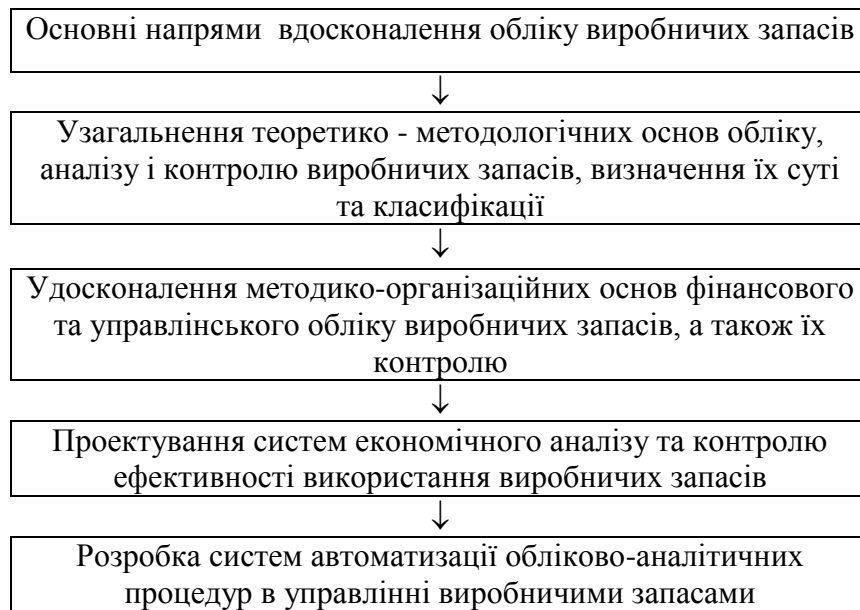 Основні напрями  вдосконалення обліку виробничих запасів
↓
Узагальнення теоретико - методологічних основ обліку,
аналізу і контролю виробничих запасів, визначення їх суті
та класифікації
↓
Удосконалення методико-організаційних основ фінансового
та управлінського обліку виробничих запасів, а також їх
контролю
↓
Проектування систем економічного аналізу та контролю
ефективності використання виробничих запасів
↓
Розробка систем автоматизації обліково-аналітичних
процедур в управлінні виробничими запасами